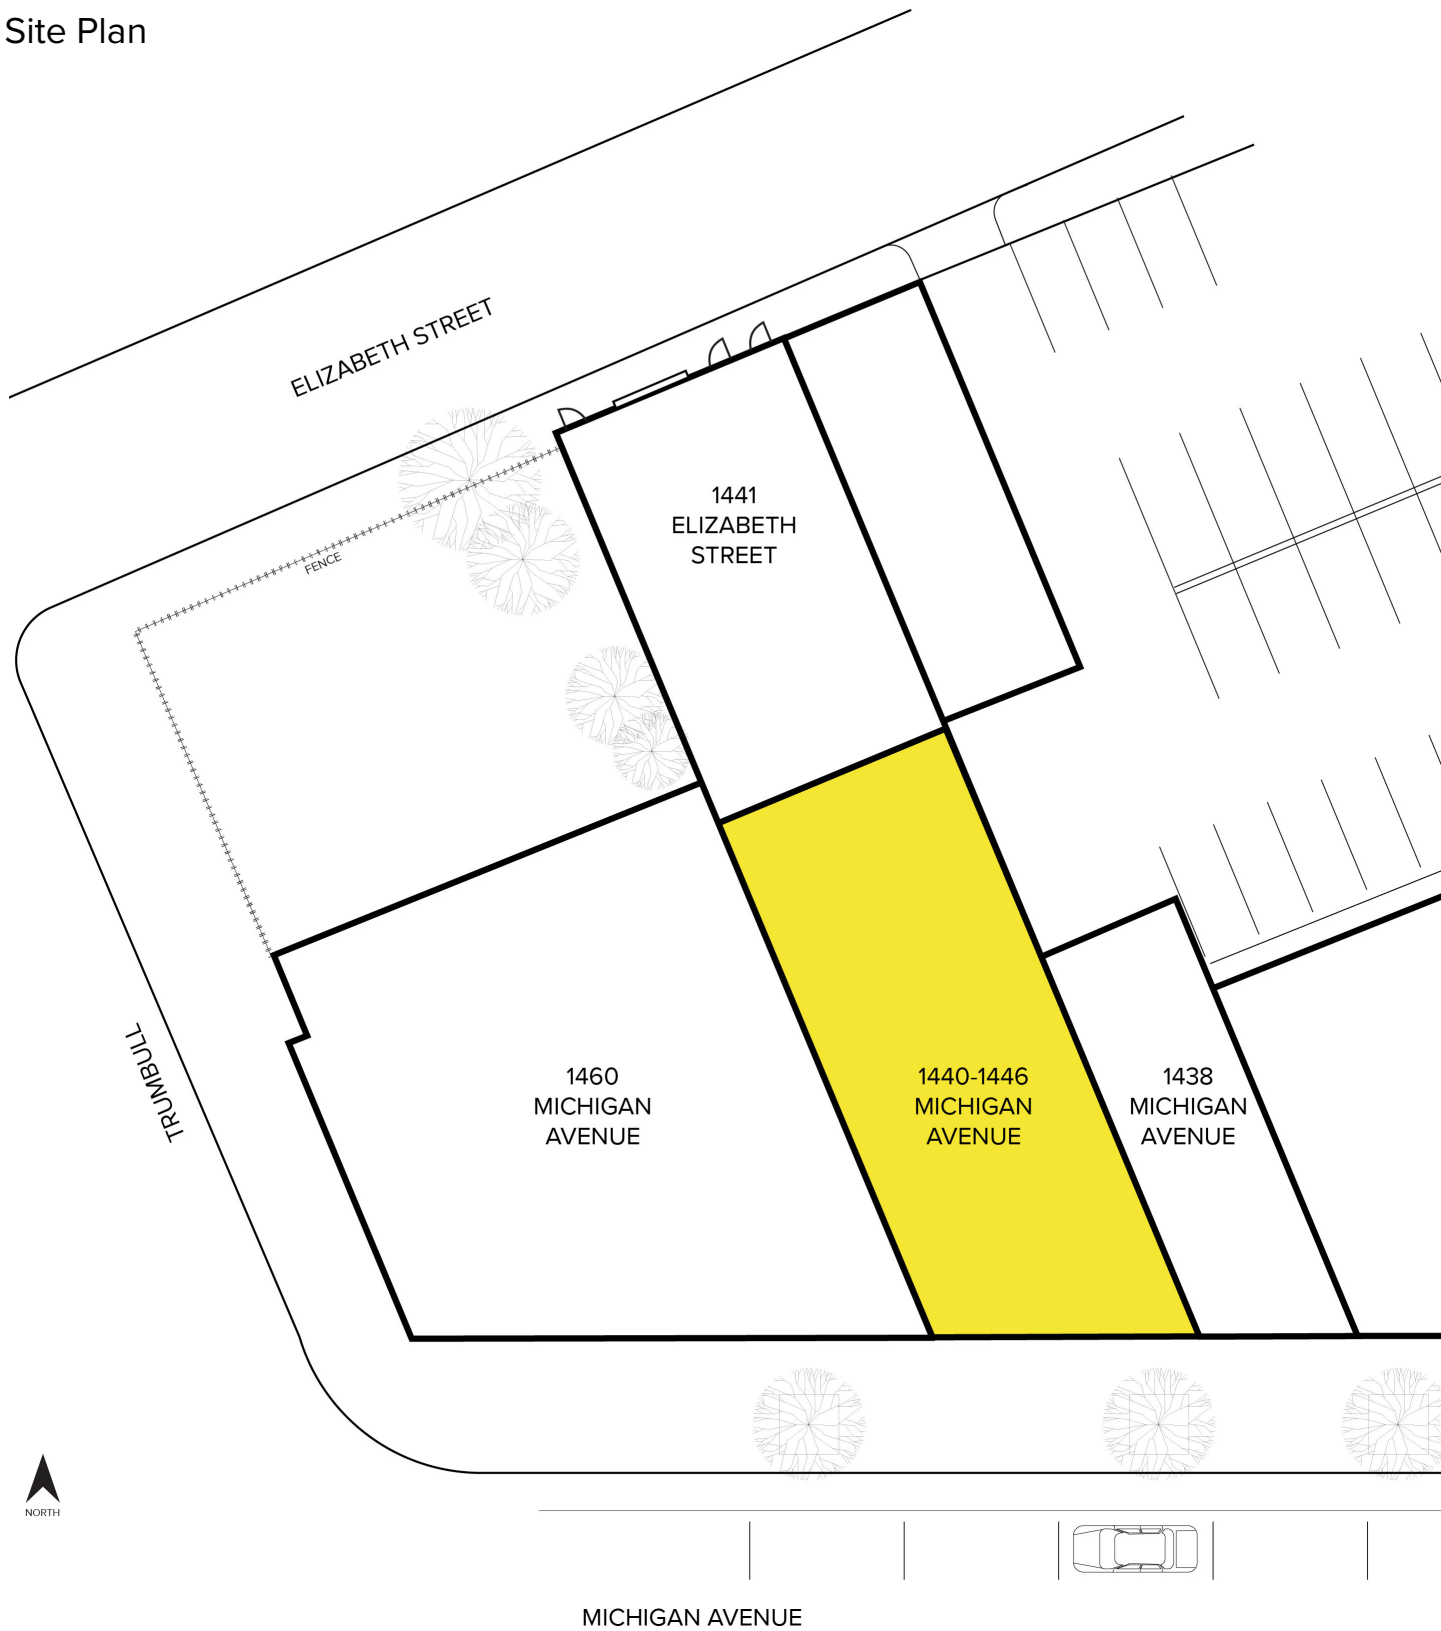 Site Plan
ELIZABETH STREET
1441
ELIZABETH
STREET
FENCE
TRUMBULL
1460
MICHIGAN
AVENUE
1440-1446
MICHIGAN
AVENUE
1438
MICHIGAN
AVENUE
NORTH
MICHIGAN AVENUE